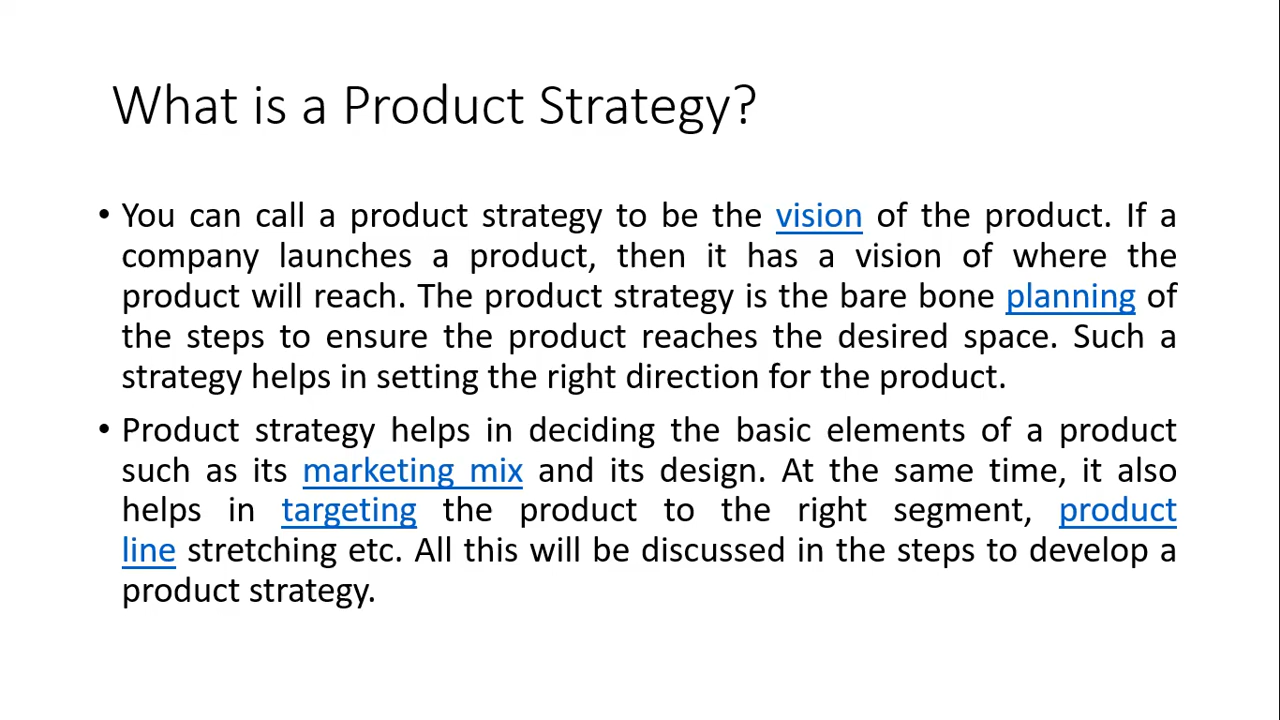 What is a Product Strategy?
• You can call a product strategy to be the vision of the product. If a
company launches a product, then it has a vision of where the
product will reach. The product strategy is the bare bone planning of
the steps to ensure the product reaches the desired space. Such a
strategy helps in setting the right direction for the product.
• Product strategy helps in deciding the basic elements of a product
such as its marketing mix and its design. At the same time, it also
helps in targeting the product to the right segment, product
line stretching etc. All this will be discussed in the steps to develop a
product strategy.